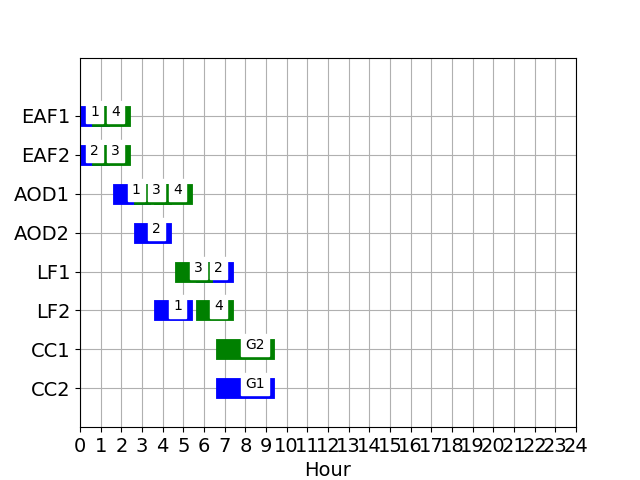 EAF1 1 4
EAF2 2 3
AOD1 1 3 4
AOD2 2
LF1 3 2
LF2 1 4
CC1 G2
CC2 G1
0 1 2 3 4 5 6 7 8 9 10 11 12 13 14 15 16 17 18 19 20 21 22 23 24
Hour